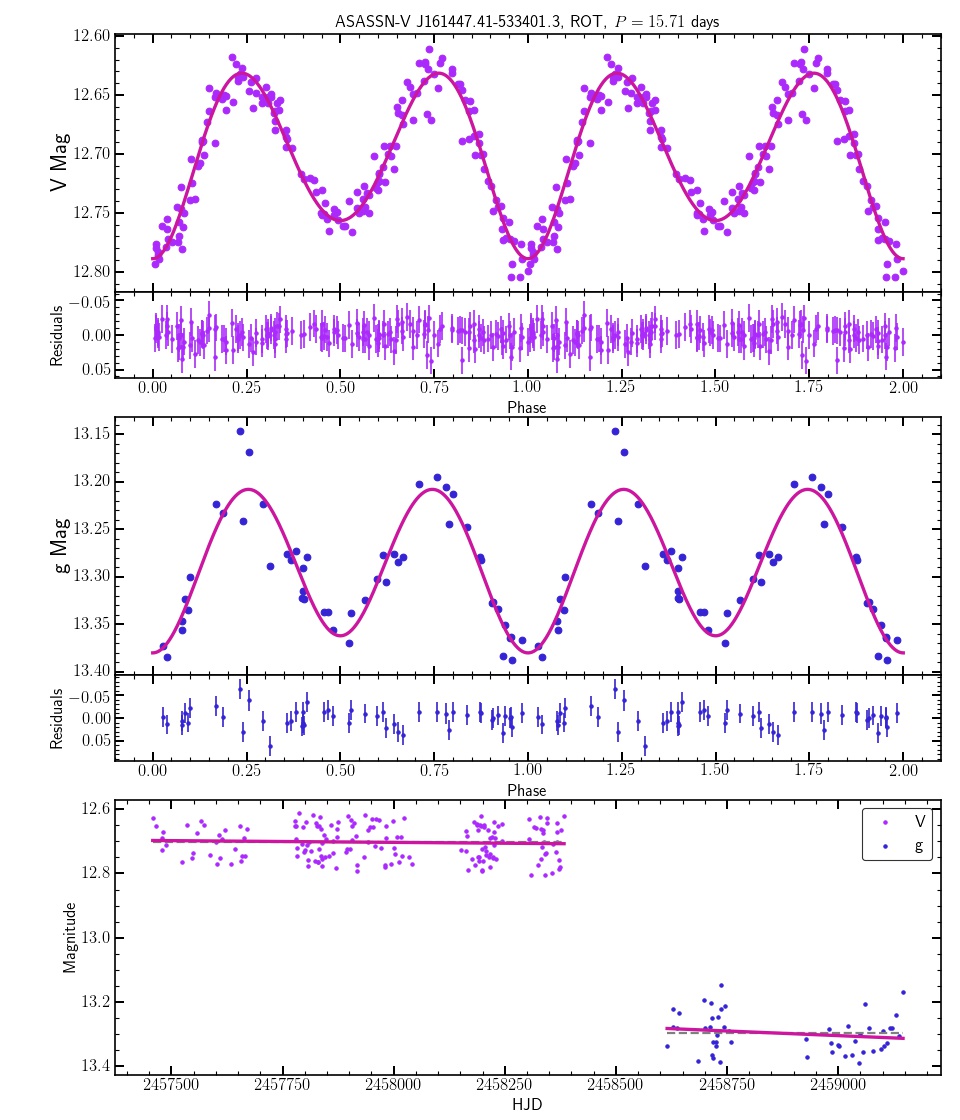 ASASSN-V J161447.41-533401.3, ROT, P = 15.71 days
12.60
12.65
12.70
12.75
12.80
V Mag
−0.05
0.00
0.05
Residuals
0.00 0.25 0.50 0.75 1.00 1.25 1.50 1.75 2.00
Phase
13.15
13.20
13.25
13.30
13.35
13.40
g Mag
−0.05
0.00
0.05
Residuals
0.00 0.25 0.50 0.75 1.00 1.25 1.50 1.75 2.00
Phase
12.6
12.8
13.0
13.2
13.4
Magnitude
V
g
2457500 2457750 2458000 2458250 2458500 2458750 2459000
HJD